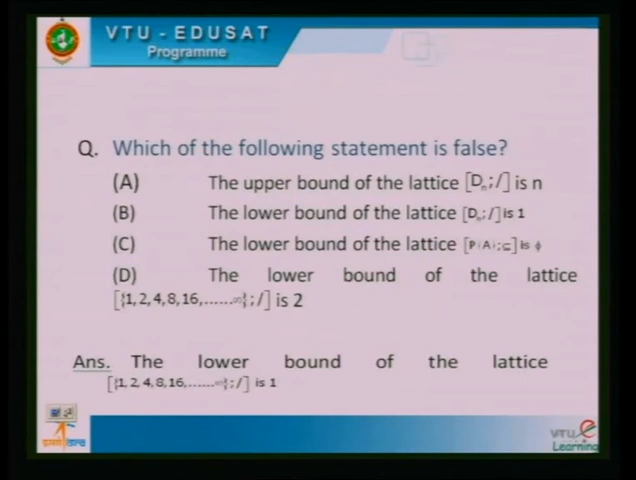 VTU - EDUSAT
Programme
Q. Which of the following statement is false?
(A) The upper bound of the lattice [Dₙ;/] is n
(B) The lower bound of the lattice [Dₙ;/] is 1
(C) The lower bound of the lattice [P(A);⊆] is ϕ
(D) The lower bound of the lattice
[{1,2,4,8,16,......∞};/] is 2
Ans. The lower bound of the lattice
[{1,2,4,8,16,......∞};/] is 1
VTU e
Learning